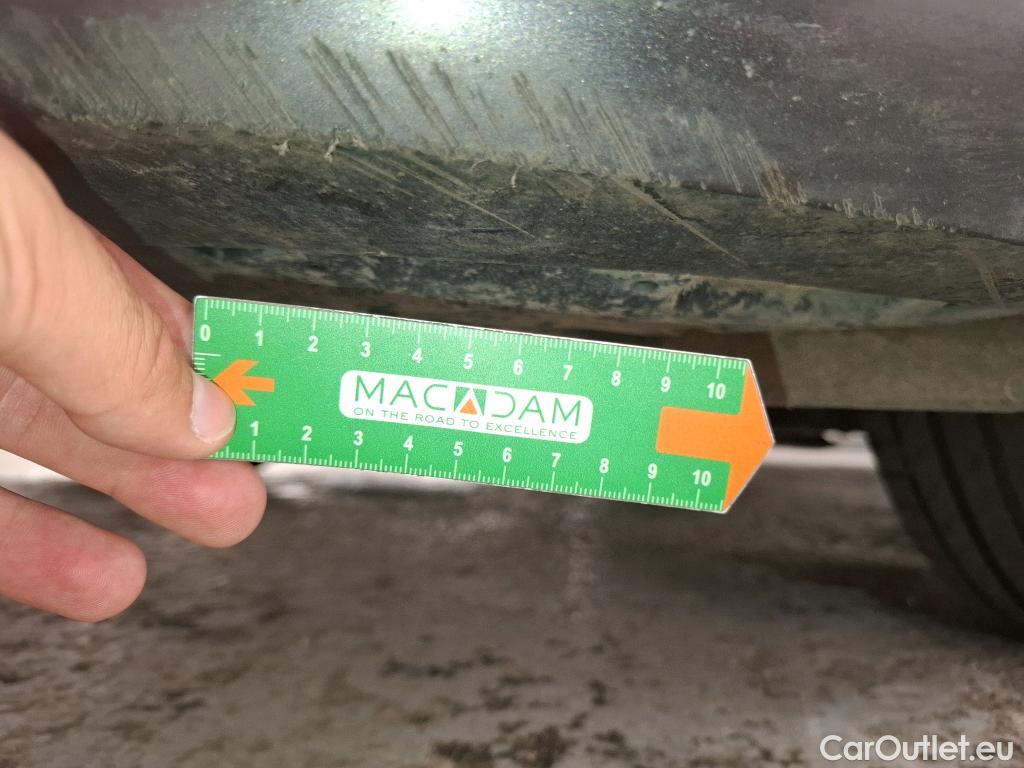 0 1 2 3 4 5 6 7 8 9 10
MACADAM
ON THE ROAD TO EXCELLENCE
1 2 3 4 5 6 7 8 9 10
CarOutlet.eu